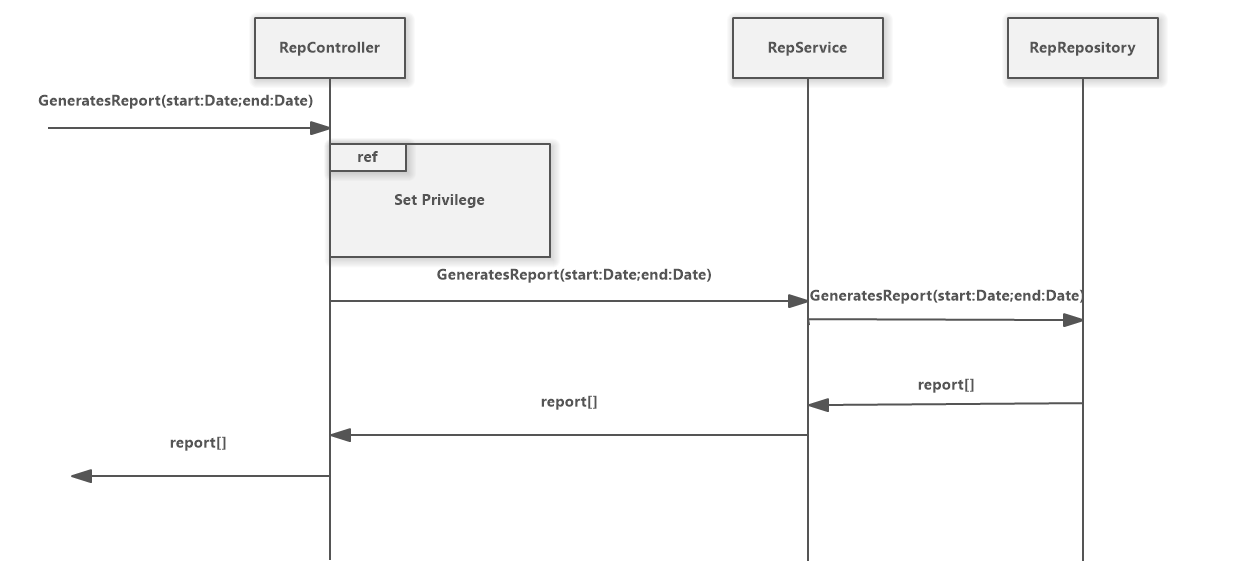 RepController
RepService
RepRepository
GeneratesReport(start:Date;end:Date)
ref
Set Privilege
GeneratesReport(start:Date;end:Date)
GeneratesReport(start:Date;end:Date)
report[]
report[]
report[]